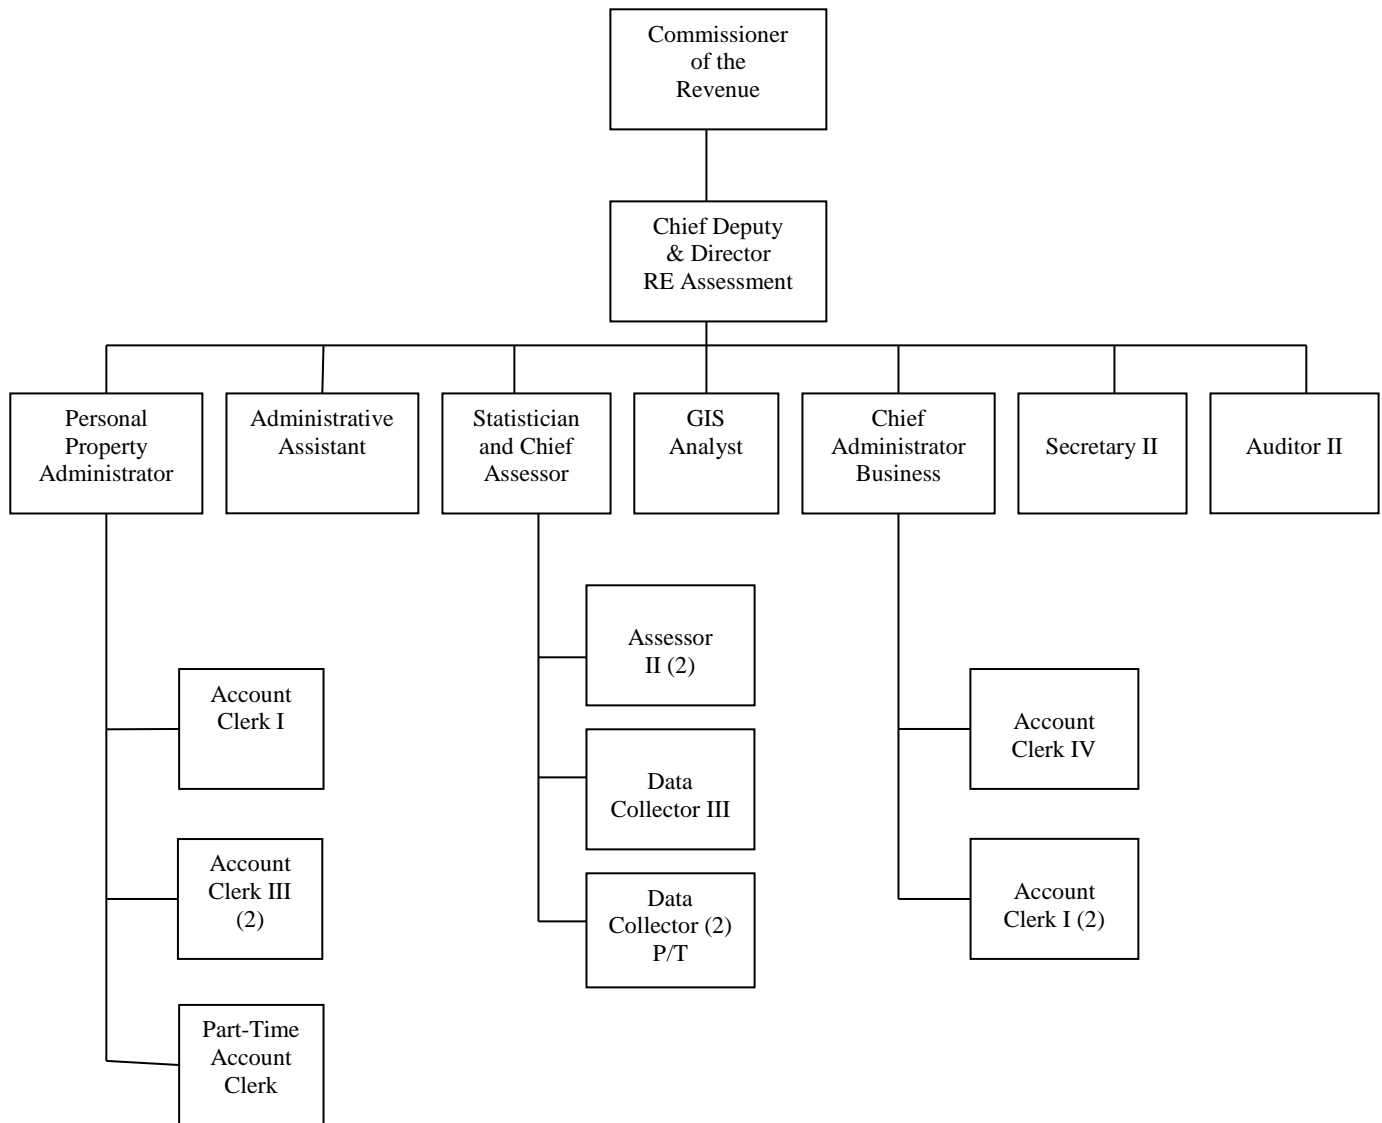 Commissioner
of the
Revenue
Chief Deputy
& Director
RE Assessment
Personal
Property
Administrator
Administrative
Assistant
Statistician
and Chief
Assessor
GIS
Analyst
Chief
Administrator
Business
Secretary II
Auditor II
Account
Clerk I
Account
Clerk III
(2)
Part-Time
Account
Clerk
Assessor
II (2)
Data
Collector III
Data
Collector (2)
P/T
Account
Clerk IV
Account
Clerk I (2)